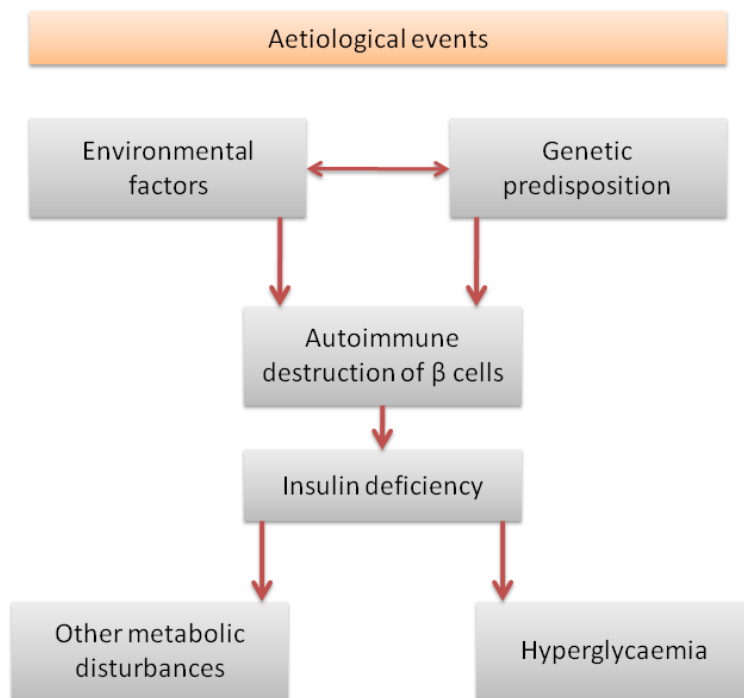 Aetiological events
Environmental
factors
Genetic
predisposition
Autoimmune
destruction of β cells
Insulin deficiency
Other metabolic
disturbances
Hyperglycaemia